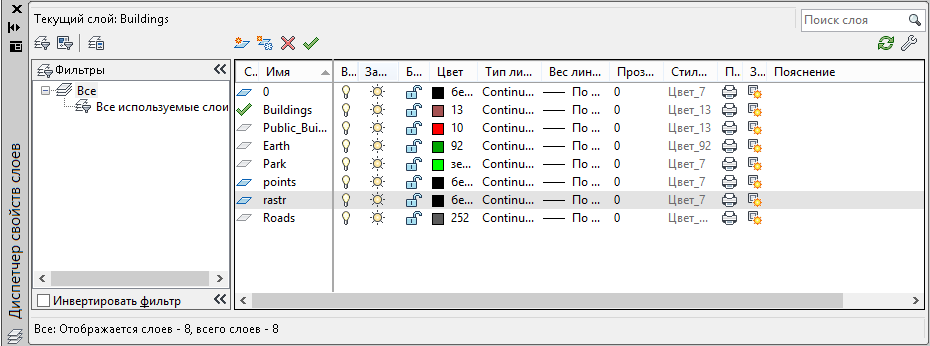 Текущий слой: Buildings
Поиск слоя
Фильтры
Все
Все используемые слои
Инвертировать фильтр
С.. Имя В... За... Б... Цвет Тип ли... Вес лин... Проз... Стил... П.. З... Пояснение
0 бе... Continu... По ... 0 Цвет_7
Buildings 13 Continu... По ... 0 Цвет_13
Public_Bui... 10 Continu... По ... 0 Цвет_13
Earth 92 Continu... По ... 0 Цвет_92
Park зе... Continu... По ... 0 Цвет_7
points бе... Continu... По ... 0 Цвет_7
rastr бе... Continu... По ... 0 Цвет_7
Roads 252 Continu... По ... 0 Цвет_...
Диспетчер свойств слоев
Все: Отображается слоев - 8, всего слоев - 8